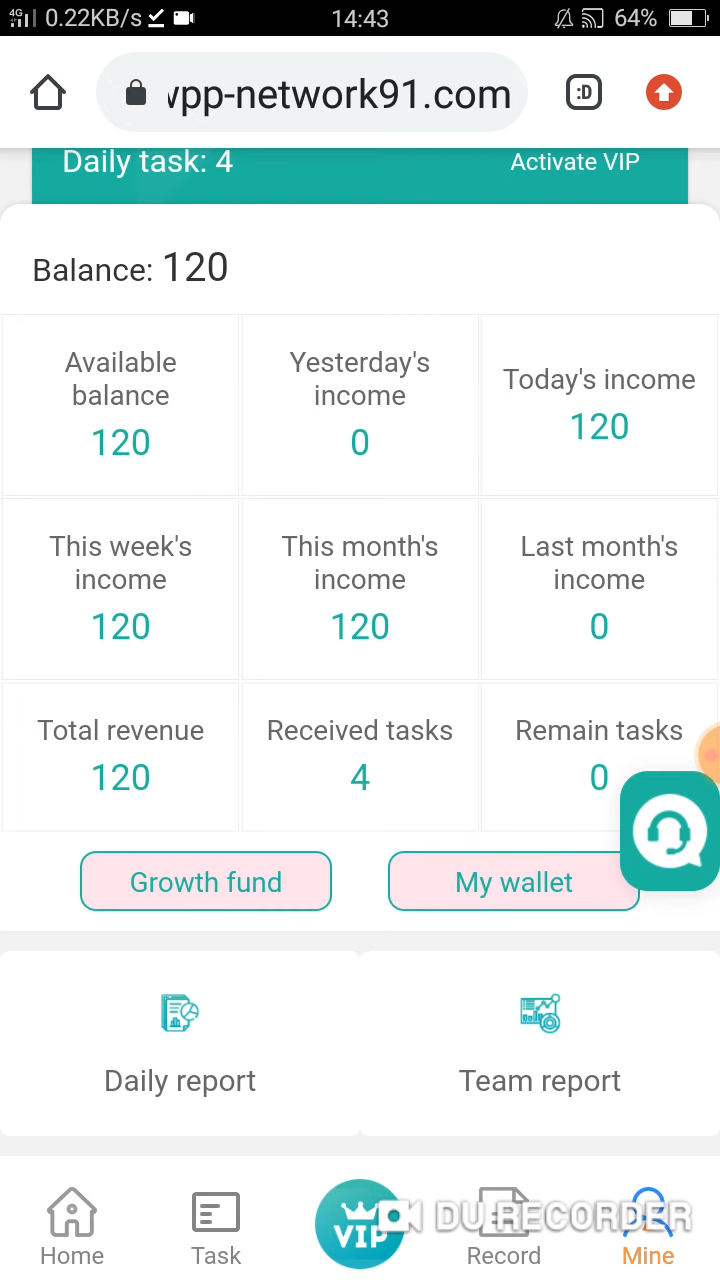 4G 0.22KB/s 14:43 64%
vpp-network91.com :D
Daily task: 4 Activate VIP
Balance: 120
Available balance
120
Yesterday's income
0
Today's income
120
This week's income
120
This month's income
120
Last month's income
0
Total revenue
120
Received tasks
4
Remain tasks
0
Growth fund My wallet
Daily report Team report
VIP
DU RECORDER
Home Task Record Mine